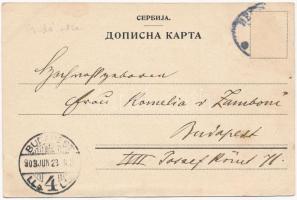 СЕРБИЈА.
ДОПИСНА КАРТА
Hochwohlgeboren
Frau Kornelia v Zamboni
Budapest
VIII József Körút 71.
BUDAPEST
4